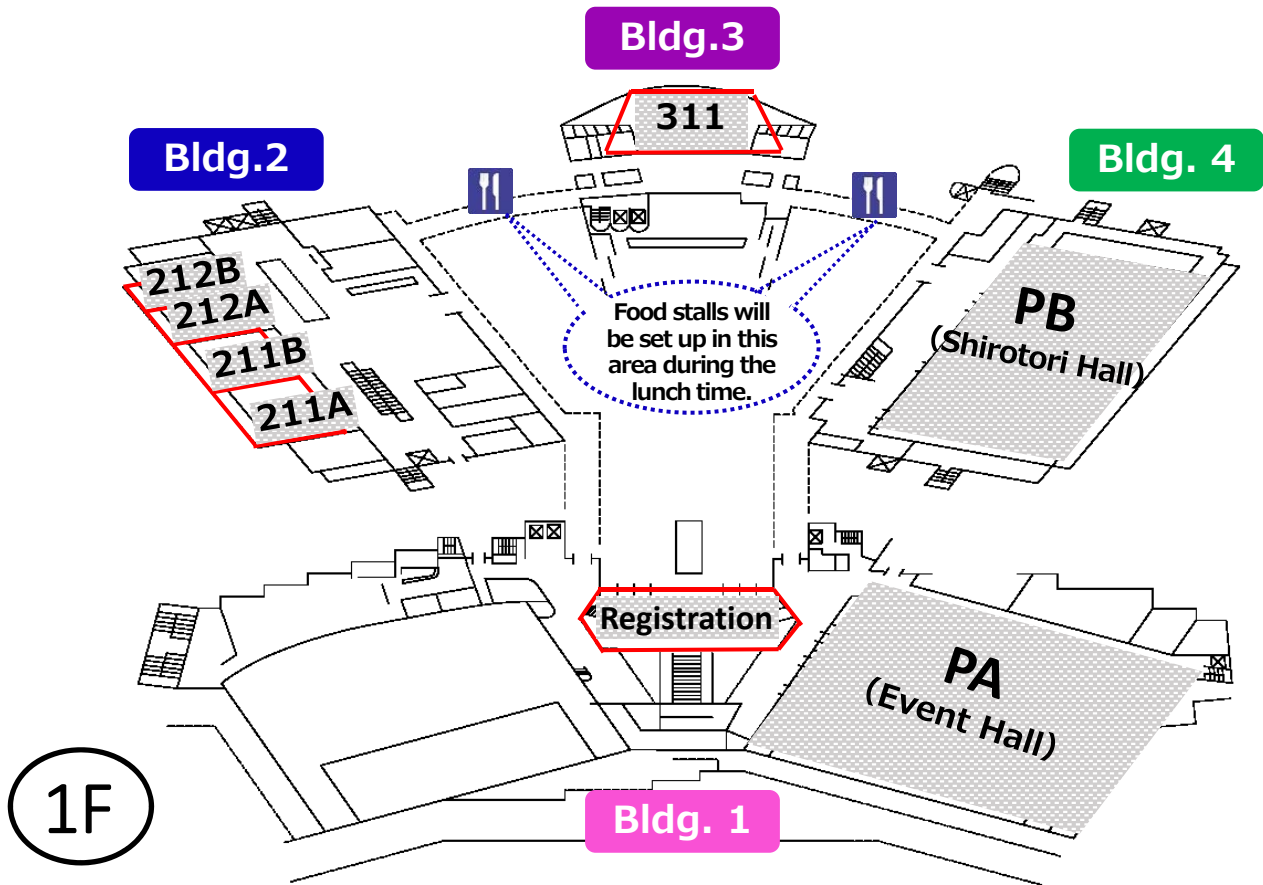 Bldg.3
311
Bldg.2
Bldg. 4
212B
212A
211B
211A
PB
(Shirotori Hall)
Food stalls will
be set up in this
area during the
lunch time.
Registration
PA
(Event Hall)
1F
Bldg. 1